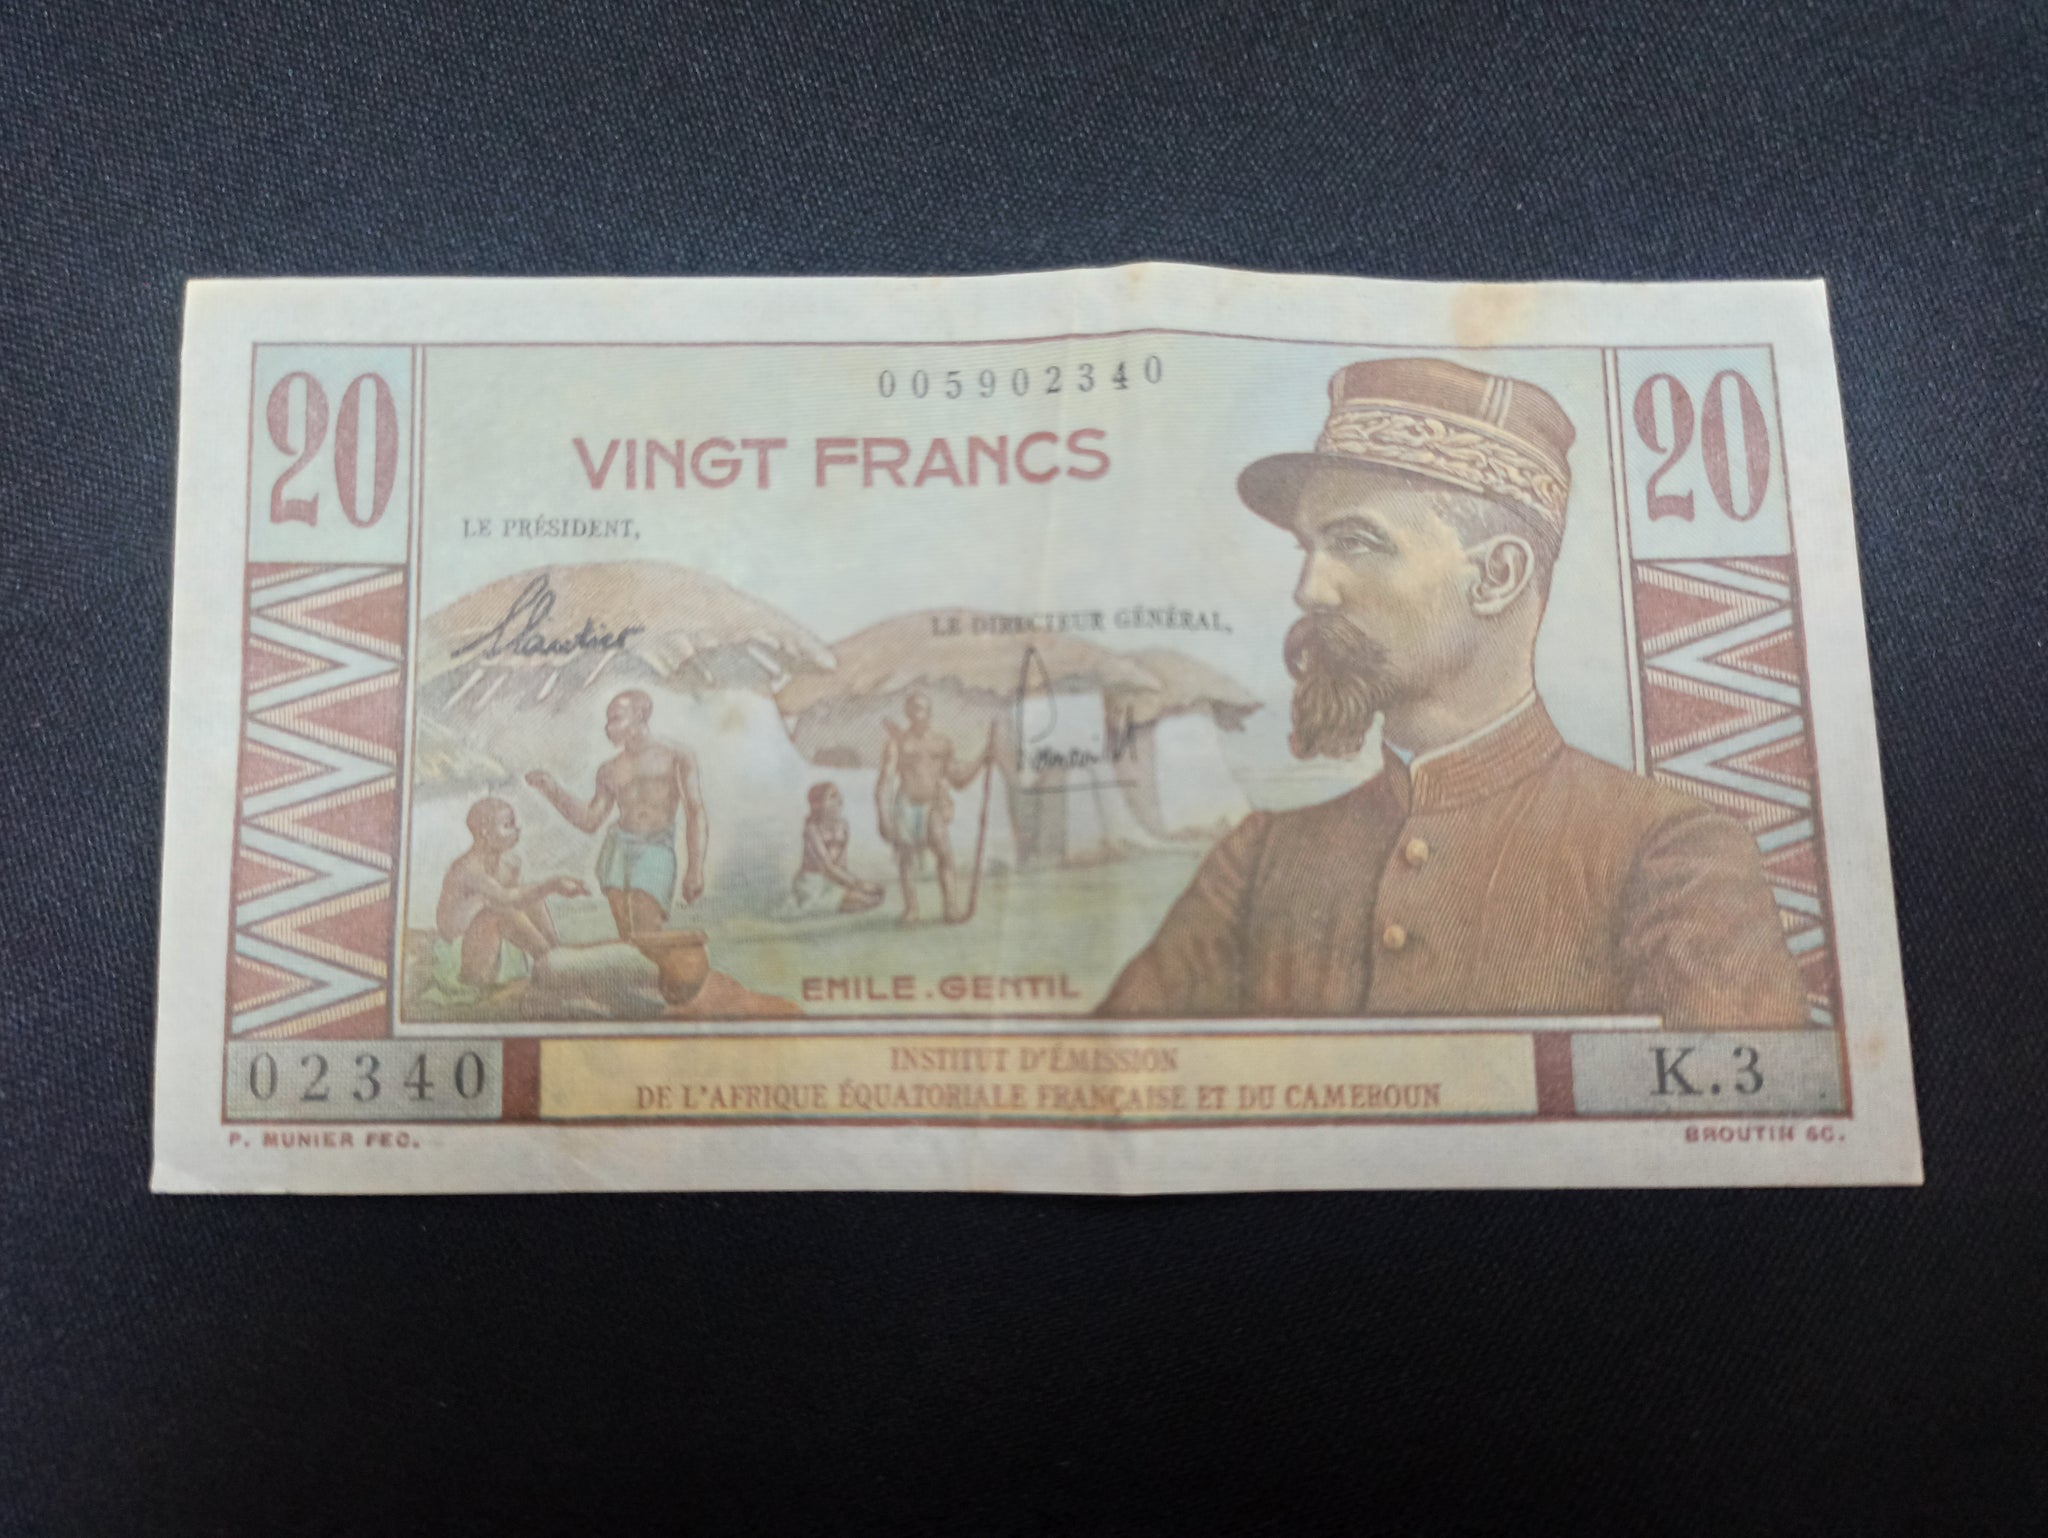 005902340
20
20
VINGT FRANCS
LE PRÉSIDENT,
LE DIRECTEUR GÉNÉRAL,
EMILE.GENTIL
02340
INSTITUT D'ÉMISSION
DE L'AFRIQUE ÉQUATORIALE FRANÇAISE ET DU CAMEROUN
K.3
P. MUNIER FEC.
BROUTIN SC.